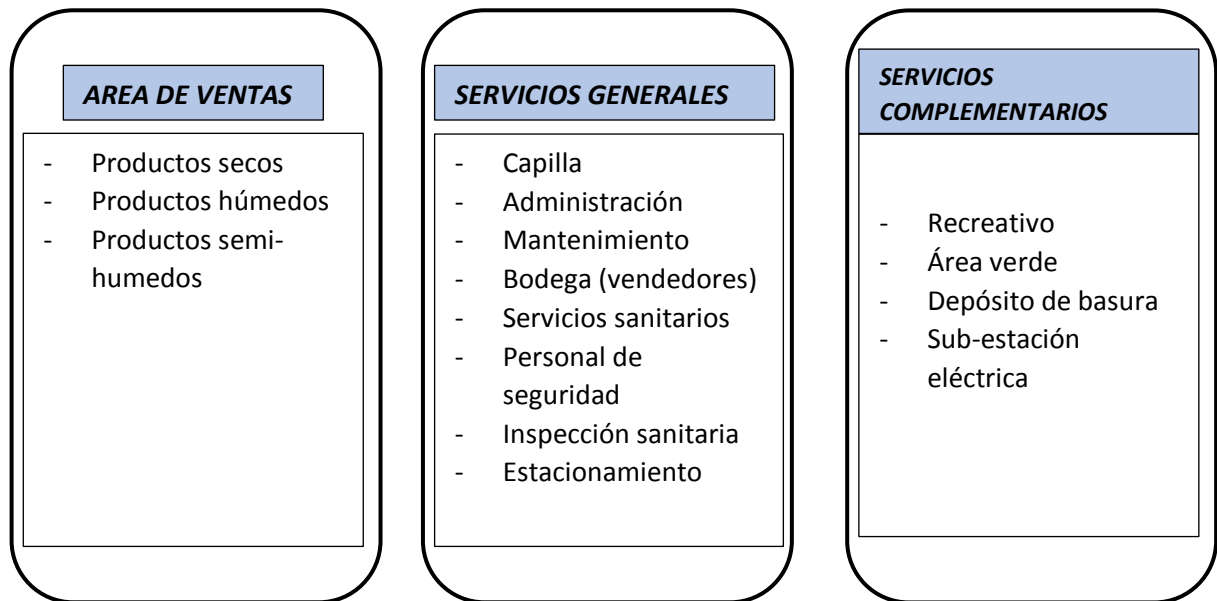 AREA DE VENTAS
- Productos secos
- Productos húmedos
- Productos semi-
humedos
SERVICIOS GENERALES
- Capilla
- Administración
- Mantenimiento
- Bodega (vendedores)
- Servicios sanitarios
- Personal de
seguridad
- Inspección sanitaria
- Estacionamiento
SERVICIOS
COMPLEMENTARIOS
- Recreativo
- Área verde
- Depósito de basura
- Sub-estación
eléctrica